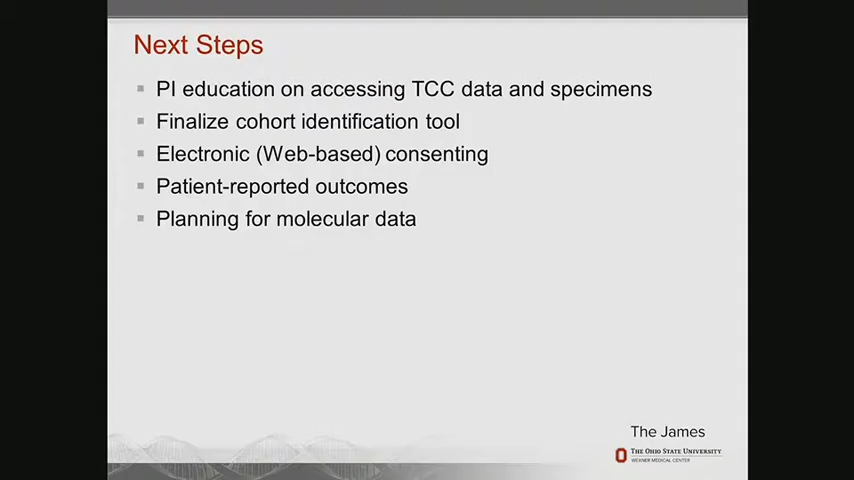 Next Steps
PI education on accessing TCC data and specimens
Finalize cohort identification tool
Electronic (Web-based) consenting
Patient-reported outcomes
Planning for molecular data
The James
THE OHIO STATE UNIVERSITY
WEXNER MEDICAL CENTER